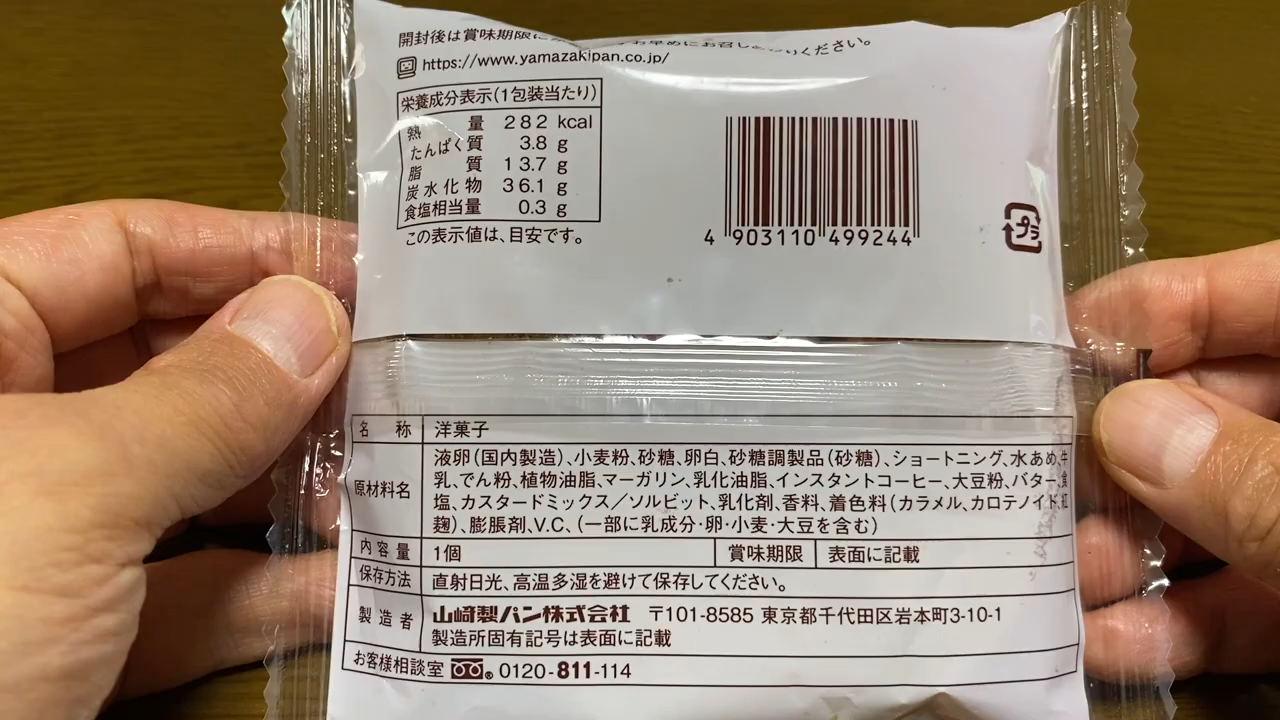 開封後は賞味期限に お早めにお召し ください。
https://www.yamazakipan.co.jp/
栄養成分表示(1包装当たり)
熱量 282 kcal
たんぱく質 3.8 g
脂質 13.7 g
炭水化物 36.1 g
食塩相当量 0.3 g
この表示値は、目安です。
4 903110 499244
プラ
名称 洋菓子
原材料名 液卵(国内製造)、小麦粉、砂糖、卵白、砂糖調製品(砂糖)、ショートニング、水あめ、牛
乳、でん粉、植物油脂、マーガリン、乳化油脂、インスタントコーヒー、大豆粉、バター、食
塩、カスタードミックス/ソルビット、乳化剤、香料、着色料(カラメル、カロテノイド、紅
麹)、膨脹剤、V.C、(一部に乳成分・卵・小麦・大豆を含む)
内容量 1個 賞味期限 表面に記載
保存方法 直射日光、高温多湿を避けて保存してください。
製造者 山崎製パン株式会社 〒101-8585 東京都千代田区岩本町3-10-1
製造所固有記号は表面に記載
お客様相談室 ® 0120-811-114